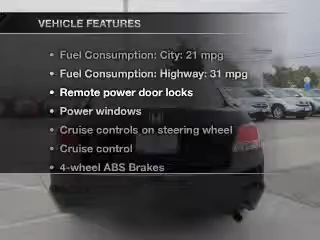 VEHICLE FEATURES
• Fuel Consumption: City: 21 mpg
• Fuel Consumption: Highway: 31 mpg
• Remote power door locks
• Power windows
• Cruise controls on steering wheel
• Cruise control
• 4-wheel ABS Brakes